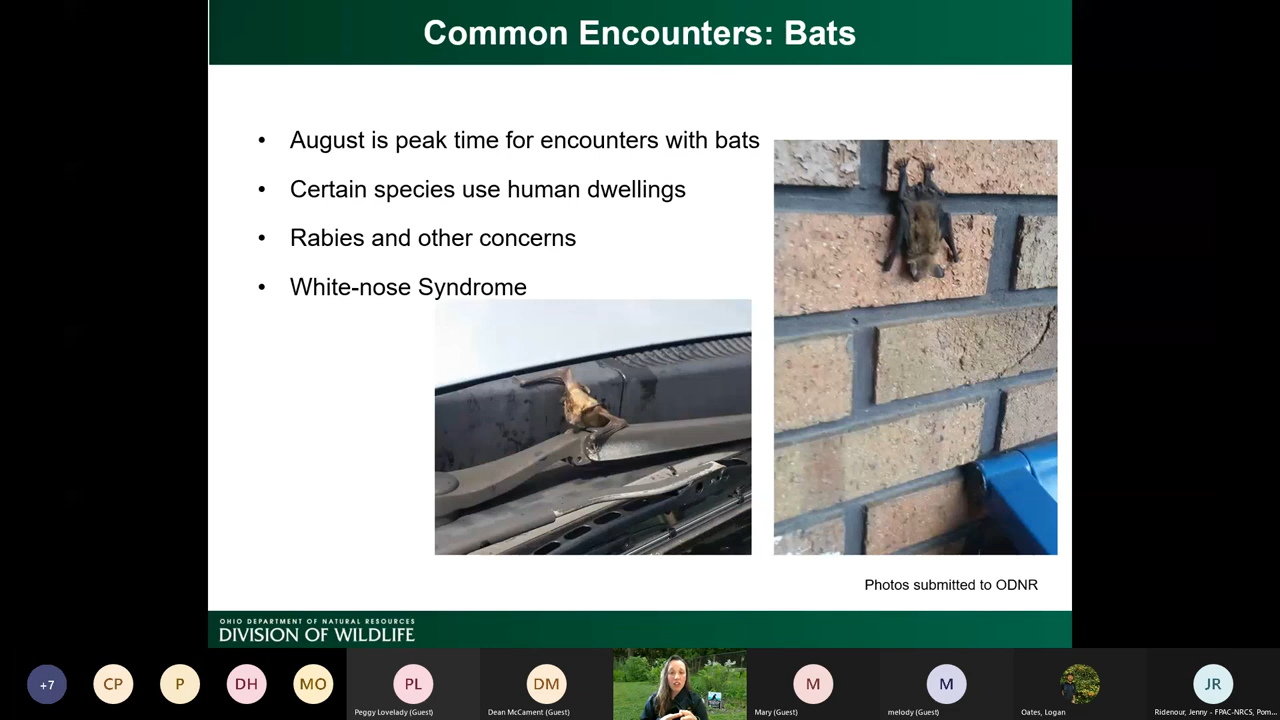 Common Encounters: Bats
• August is peak time for encounters with bats
• Certain species use human dwellings
• Rabies and other concerns
• White-nose Syndrome
Photos submitted to ODNR
OHIO DEPARTMENT OF NATURAL RESOURCES
DIVISION OF WILDLIFE
+7
CP
P
DH
MO
PL
Peggy Lovelady (Guest)
DM
Dean McCament (Guest)
M
Mary (Guest)
M
melody (Guest)
Oates, Logan
JR
Ridenour, Jenny - FPAC-NRCS, Pom...